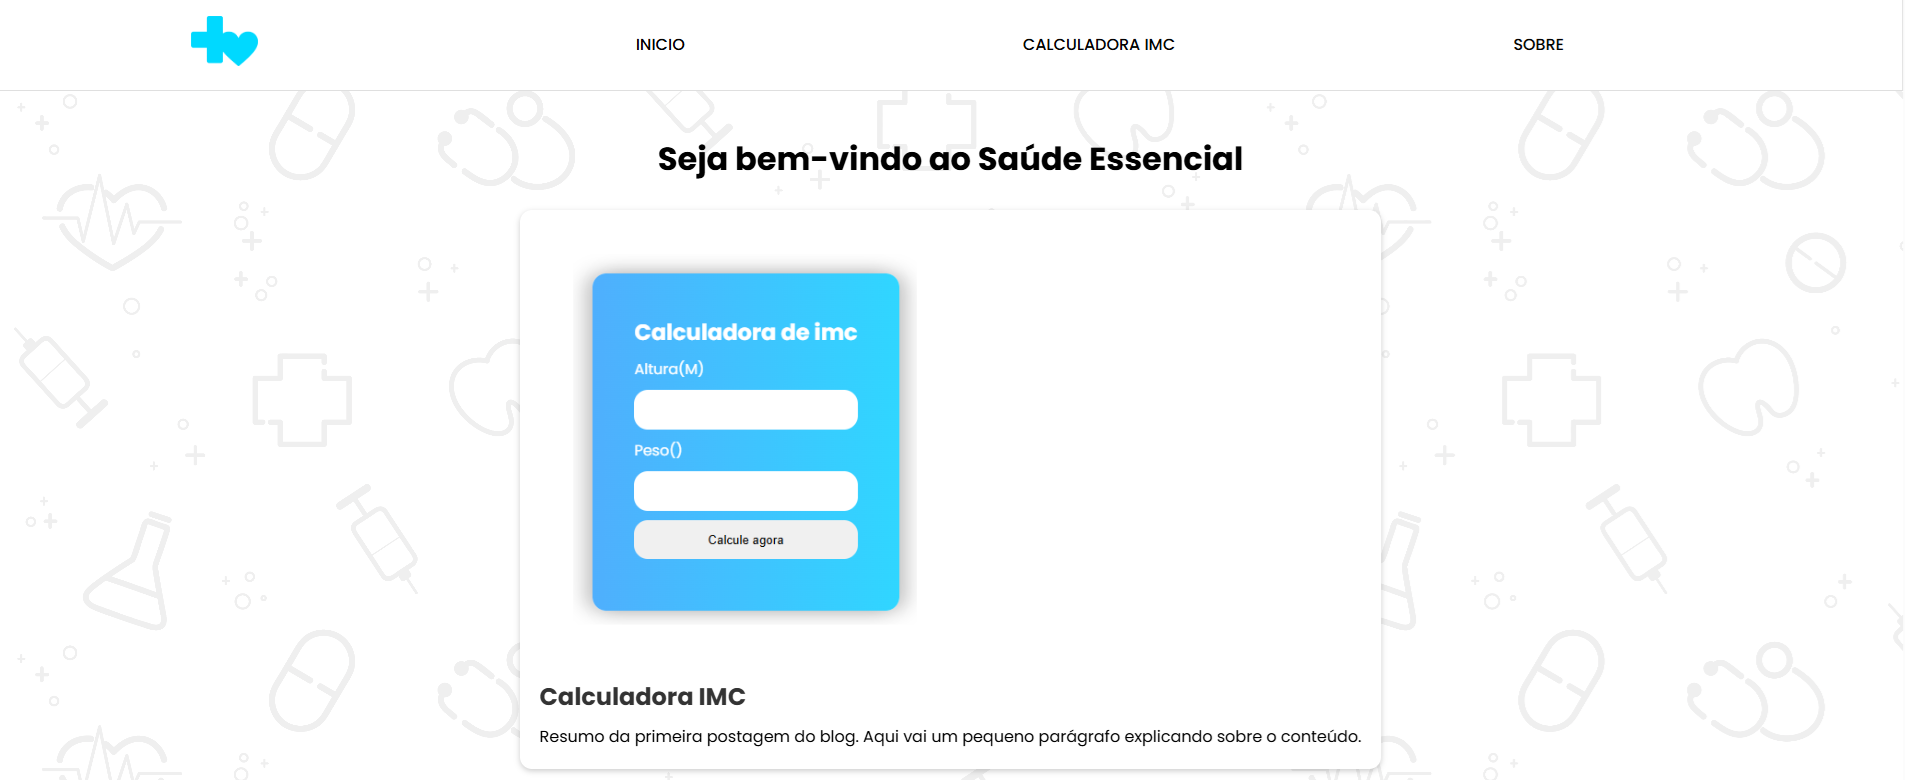 INICIO
CALCULADORA IMC
SOBRE
Seja bem-vindo ao Saúde Essencial
Calculadora de imc
Altura(M)
Peso()
Calcule agora
Calculadora IMC
Resumo da primeira postagem do blog. Aqui vai um pequeno parágrafo explicando sobre o conteúdo.